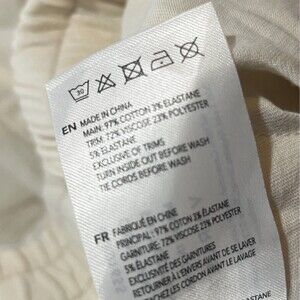 30
EN MADE IN CHINA
MAIN: 97% COTTON 3% ELASTANE
TRIM: 72% VISCOSE 23% POLYESTER
5% ELASTANE
EXCLUSIVE OF TRIMS
TURN INSIDE OUT BEFORE WASH
TIE CORDS BEFORE WASH
FR FABRIQUÉ EN CHINE
PRINCIPAL: 97% COTON 3% ELASTANE
GARNITURE: 72% VISCOSE 23% POLYESTER
5% ÉLASTANE
EXCLUSIVITÉ DES GARNITURES
RETOURNER À L'ENVERS AVANT DE SE LAVER
ATTACHEZ LES CORDON AVANT LE LAVAGE